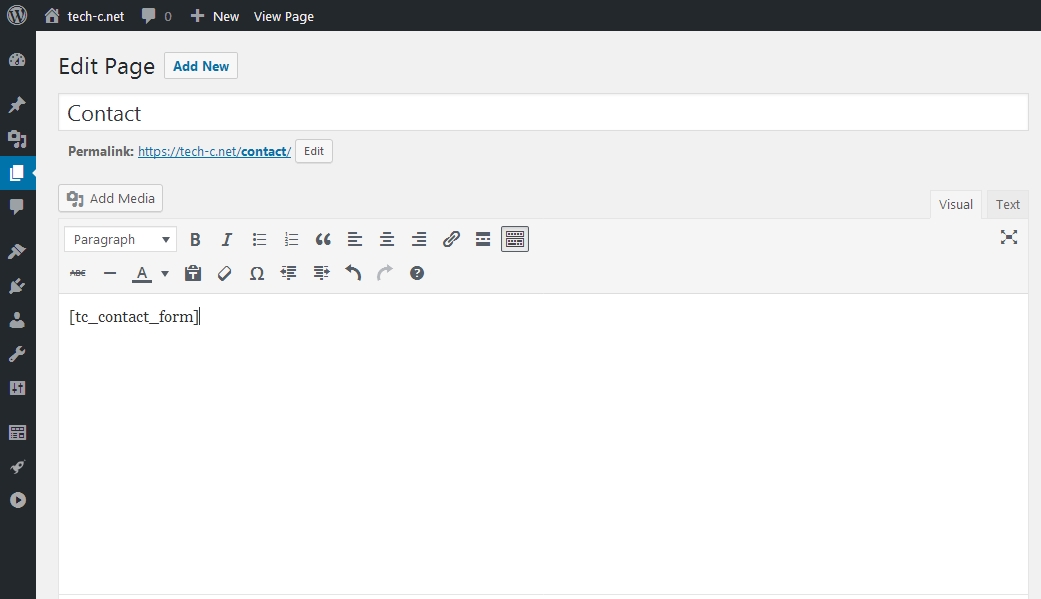 tech-c.net 0 New View Page
Edit Page Add New
Contact
Permalink: https://tech-c.net/contact/ Edit
Add Media
Visual Text
Paragraph B I
ABC A Ω ?
[tc_contact_form]